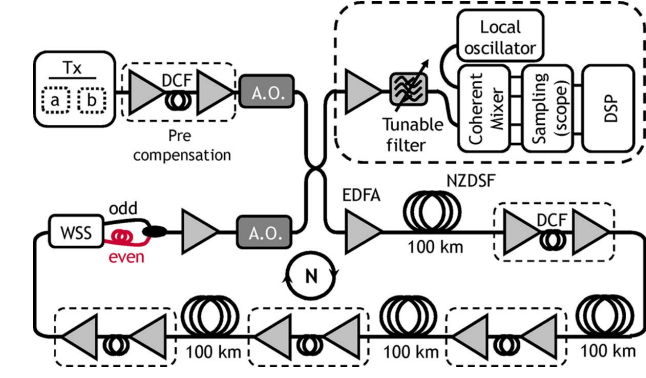 Tx
a b
DCF
A.O.
Pre
compensation
Local
oscillator
Tunable
filter
Coherent
Mixer
Sampling
(scope)
DSP
WSS
odd
even
A.O.
EDFA
NZDSF
100 km
DCF
N
100 km
100 km
100 km